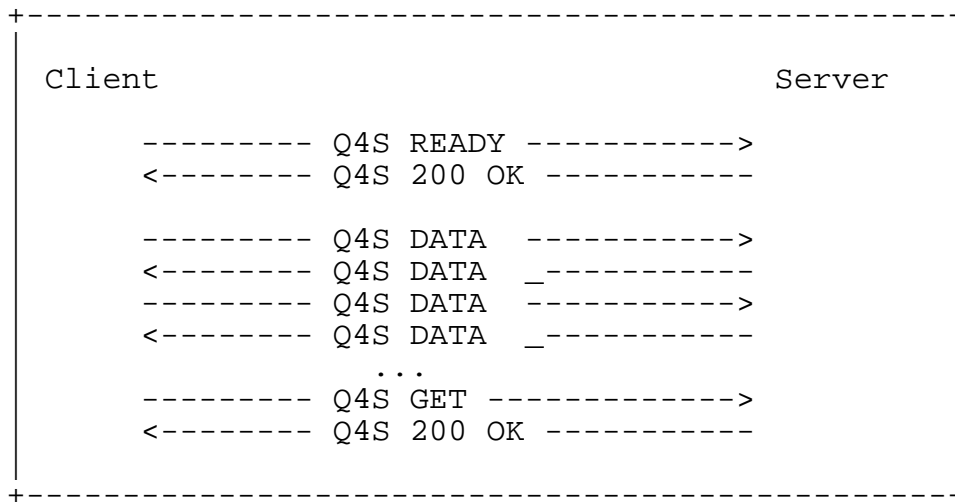 +------------------------------------------------
|
| Client                                Server
|
|      --------- Q4S READY ----------->
|      <-------- Q4S 200 OK -----------
|
|      --------- Q4S DATA  ----------->
|      <-------- Q4S DATA  _-----------
|      --------- Q4S DATA  ----------->
|      <-------- Q4S DATA  _-----------
|                  ...
|      --------- Q4S GET ------------->
|      <-------- Q4S 200 OK -----------
|
+------------------------------------------------